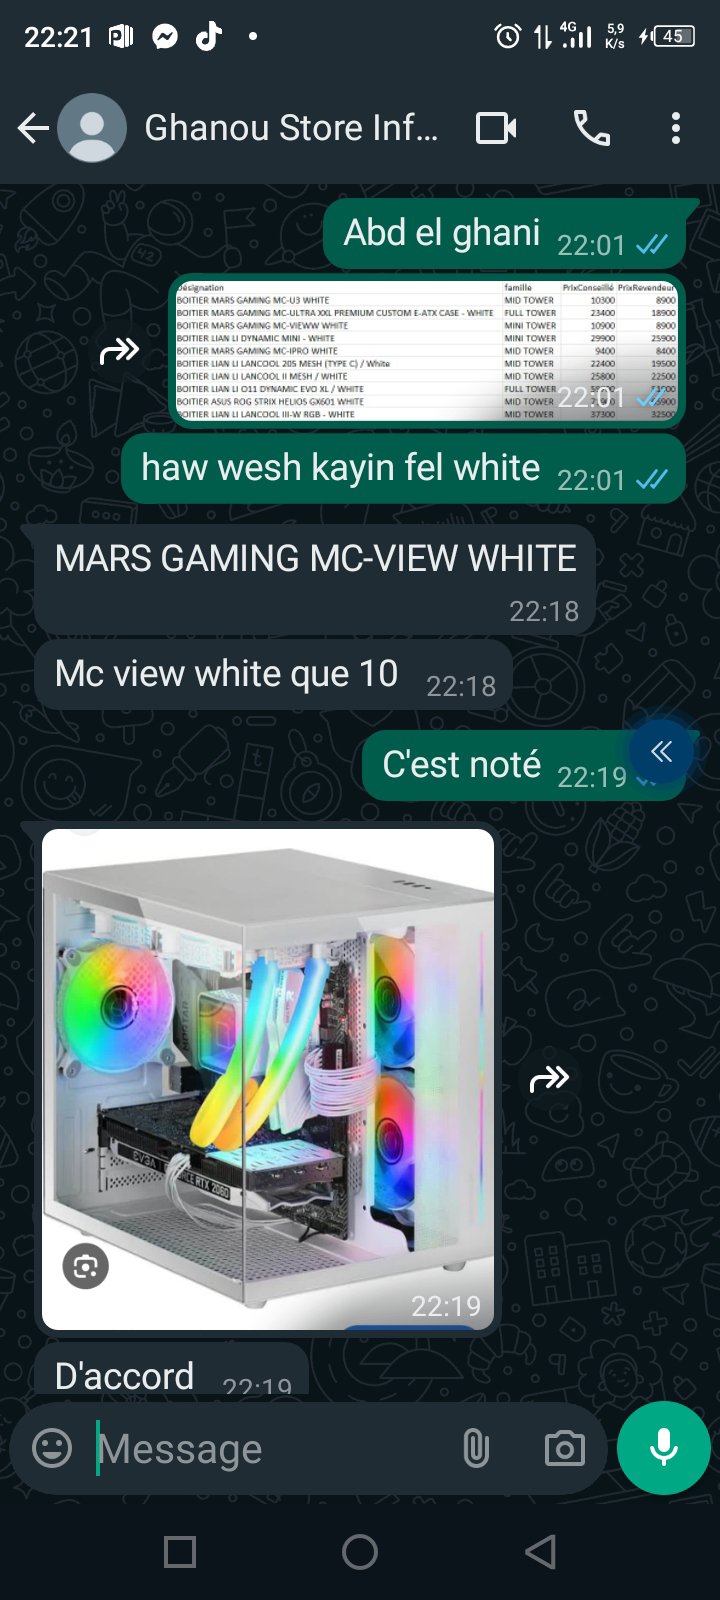 22:21
4G
5,9
K/s
45
Ghanou Store Inf...
Abd el ghani 22:01
Désignation famille PrixConseillé PrixRevendeur
BOITIER MARS GAMING MC-U3 WHITE MID TOWER 10300 8900
BOITIER MARS GAMING MC-ULTRA XXL PREMIUM CUSTOM E-ATX CASE - WHITE FULL TOWER 23400 18900
BOITIER MARS GAMING MC-VIEWW WHITE MINI TOWER 10900 8900
BOITIER LIAN LI DYNAMIC MINI - WHITE MINI TOWER 29900 25900
BOITIER MARS GAMING MC-IPRO WHITE MID TOWER 9400 8400
BOITIER LIAN LI LANCOOL 205 MESH (TYPE C) / White MID TOWER 22400 19500
BOITIER LIAN LI LANCOOL II MESH / WHITE MID TOWER 25800 22500
BOITIER LIAN LI O11 DYNAMIC EVO XL / WHITE FULL TOWER
BOITIER ASUS ROG STRIX HELIOS GX601 WHITE MID TOWER
BOITIER LIAN LI LANCOOL III-W RGB - WHITE MID TOWER 37300 32500
22:01
haw wesh kayin fel white 22:01
MARS GAMING MC-VIEW WHITE
22:18
Mc view white que 10 22:18
C'est noté 22:19
EVGA
RTX 2060
22:19
D'accord 22:19
Message